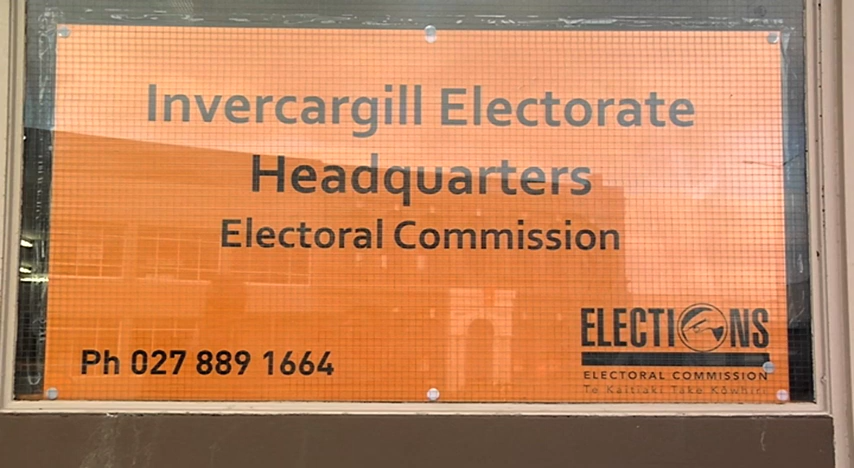 Invercargill Electorate
Headquarters
Electoral Commission
Ph 027 889 1664
ELECTIONS
ELECTORAL COMMISSION
Te Kaitiaki Take Kōwhiri